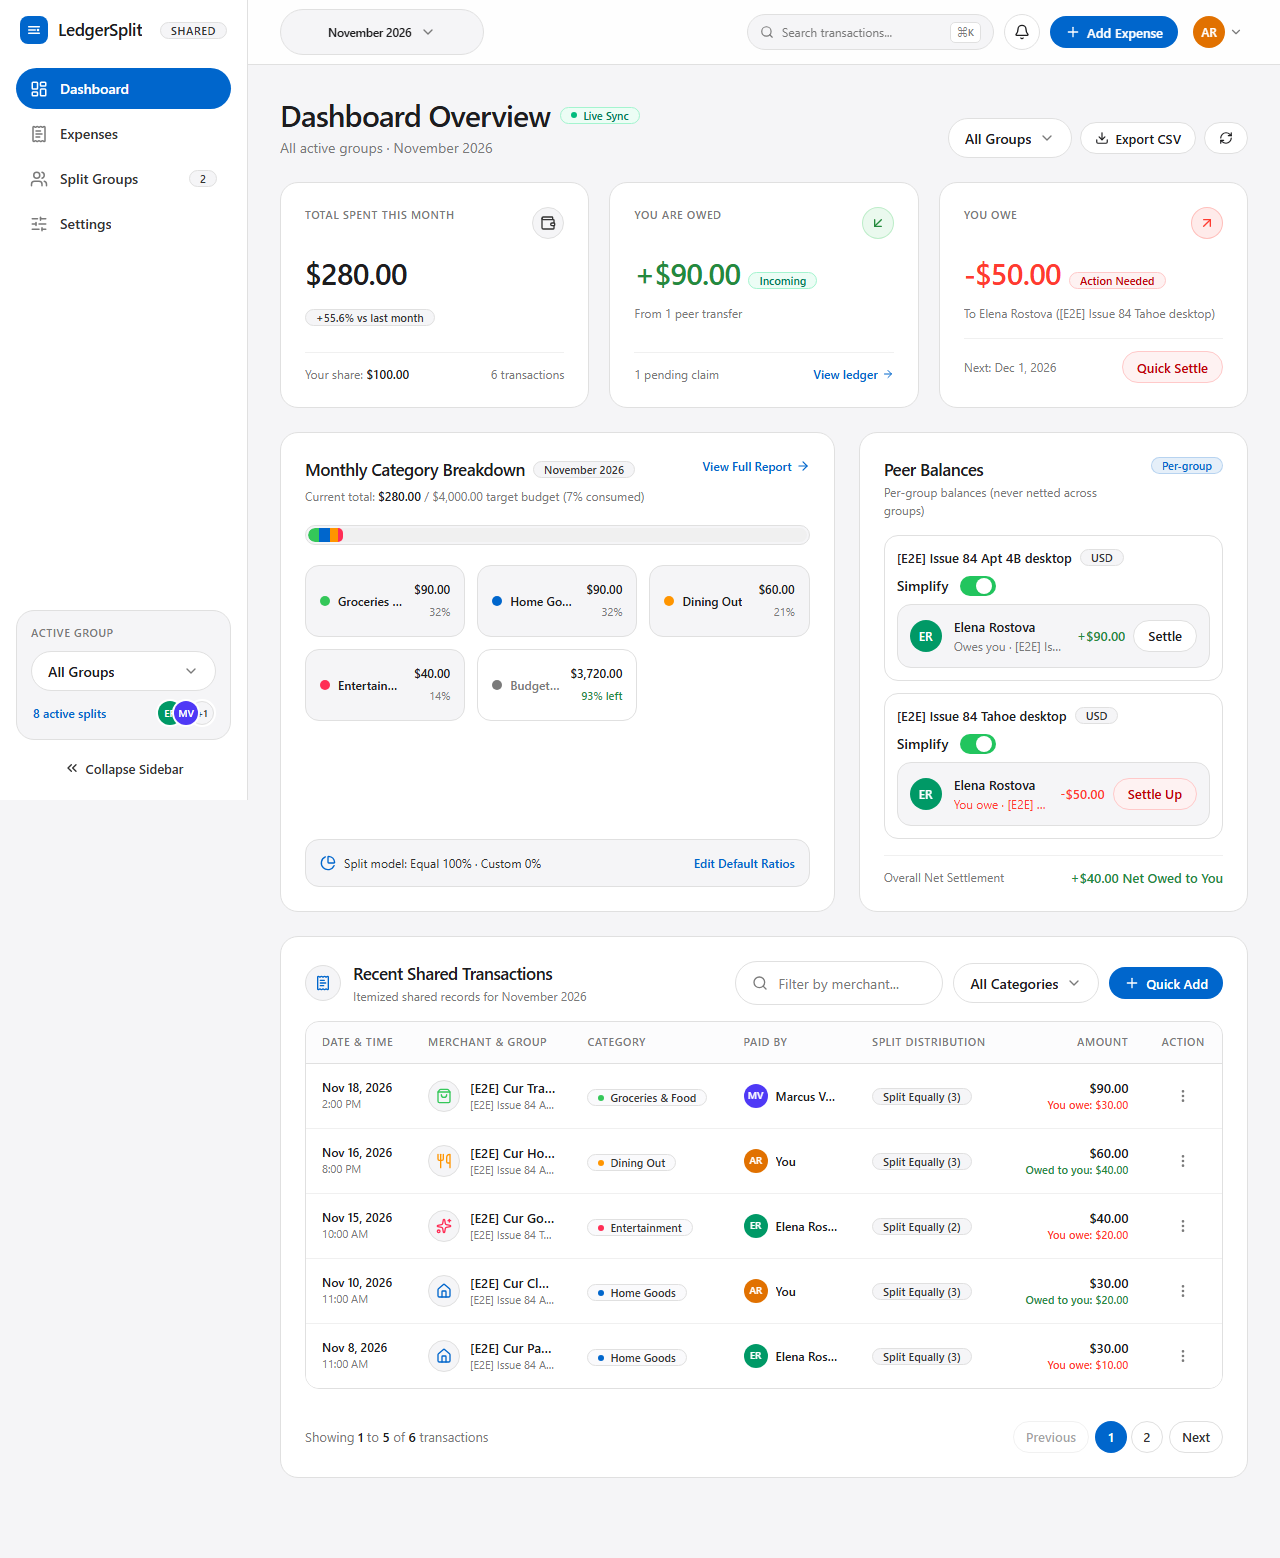 LedgerSplit SHARED
November 2026
Search transactions... ⌘K
Add Expense
AR
Dashboard
Expenses
Split Groups 2
Settings
ACTIVE GROUP
All Groups
8 active splits
MV +1
Collapse Sidebar
Dashboard Overview Live Sync
All active groups · November 2026
All Groups
Export CSV
TOTAL SPENT THIS MONTH
$280.00
+55.6% vs last month
Your share: $100.00 6 transactions
YOU ARE OWED
+$90.00 Incoming
From 1 peer transfer
1 pending claim View ledger →
YOU OWE
-$50.00 Action Needed
To Elena Rostova ([E2E] Issue 84 Tahoe desktop)
Next: Dec 1, 2026 Quick Settle
Monthly Category Breakdown November 2026 View Full Report →
Current total: $280.00 / $4,000.00 target budget (7% consumed)
Groceries ... $90.00
32%
Home Go... $90.00
32%
Dining Out $60.00
21%
Entertain... $40.00
14%
Budget... $3,720.00
93% left
Split model: Equal 100% · Custom 0% Edit Default Ratios
Peer Balances Per-group
Per-group balances (never netted across
groups)
[E2E] Issue 84 Apt 4B desktop USD
Simplify
ER Elena Rostova
Owes you · [E2E] Is... +$90.00 Settle
[E2E] Issue 84 Tahoe desktop USD
Simplify
ER Elena Rostova
You owe · [E2E] ... -$50.00 Settle Up
Overall Net Settlement +$40.00 Net Owed to You
Recent Shared Transactions
Itemized shared records for November 2026
Filter by merchant...
All Categories
Quick Add
DATE & TIME MERCHANT & GROUP CATEGORY PAID BY SPLIT DISTRIBUTION AMOUNT ACTION
Nov 18, 2026 [E2E] Cur Tra... Groceries & Food MV Marcus V... Split Equally (3) $90.00
2:00 PM [E2E] Issue 84 A... You owe: $30.00
Nov 16, 2026 [E2E] Cur Ho... Dining Out AR You Split Equally (3) $60.00
8:00 PM [E2E] Issue 84 A... Owed to you: $40.00
Nov 15, 2026 [E2E] Cur Go... Entertainment ER Elena Ros... Split Equally (2) $40.00
10:00 AM [E2E] Issue 84 T... You owe: $20.00
Nov 10, 2026 [E2E] Cur Cl... Home Goods AR You Split Equally (3) $30.00
11:00 AM [E2E] Issue 84 A... Owed to you: $20.00
Nov 8, 2026 [E2E] Cur Pa... Home Goods ER Elena Ros... Split Equally (3) $30.00
11:00 AM [E2E] Issue 84 A... You owe: $10.00
Showing 1 to 5 of 6 transactions
Previous 1 2 Next